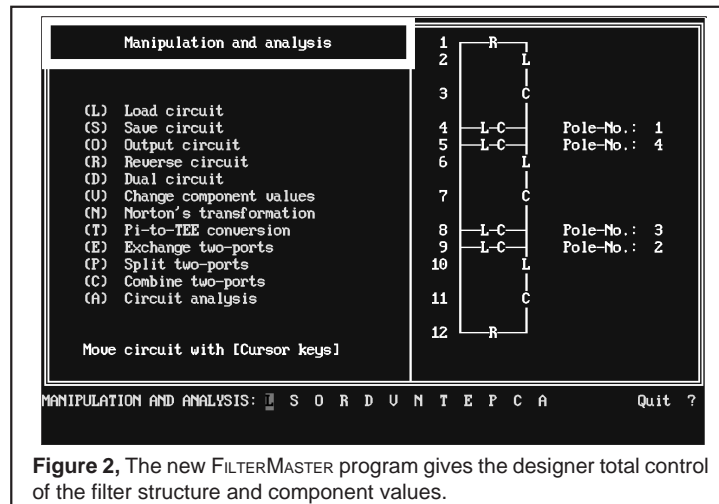 Manipulation and analysis
(L) Load circuit
(S) Save circuit
(O) Output circuit
(R) Reverse circuit
(D) Dual circuit
(V) Change component values
(N) Norton's transformation
(T) Pi-to-TEE conversion
(E) Exchange two-ports
(P) Split two-ports
(C) Combine two-ports
(A) Circuit analysis
Move circuit with [Cursor keys]
1 R
2 L
3 C
4 L-C Pole-No.: 1
5 L-C Pole-No.: 4
6 L
7 C
8 L-C Pole-No.: 3
9 L-C Pole-No.: 2
10 L
11 C
12 R
MANIPULATION AND ANALYSIS: L S O R D V N T E P C A Quit ?
Figure 2, The new FILTERMASTER program gives the designer total control
of the filter structure and component values.